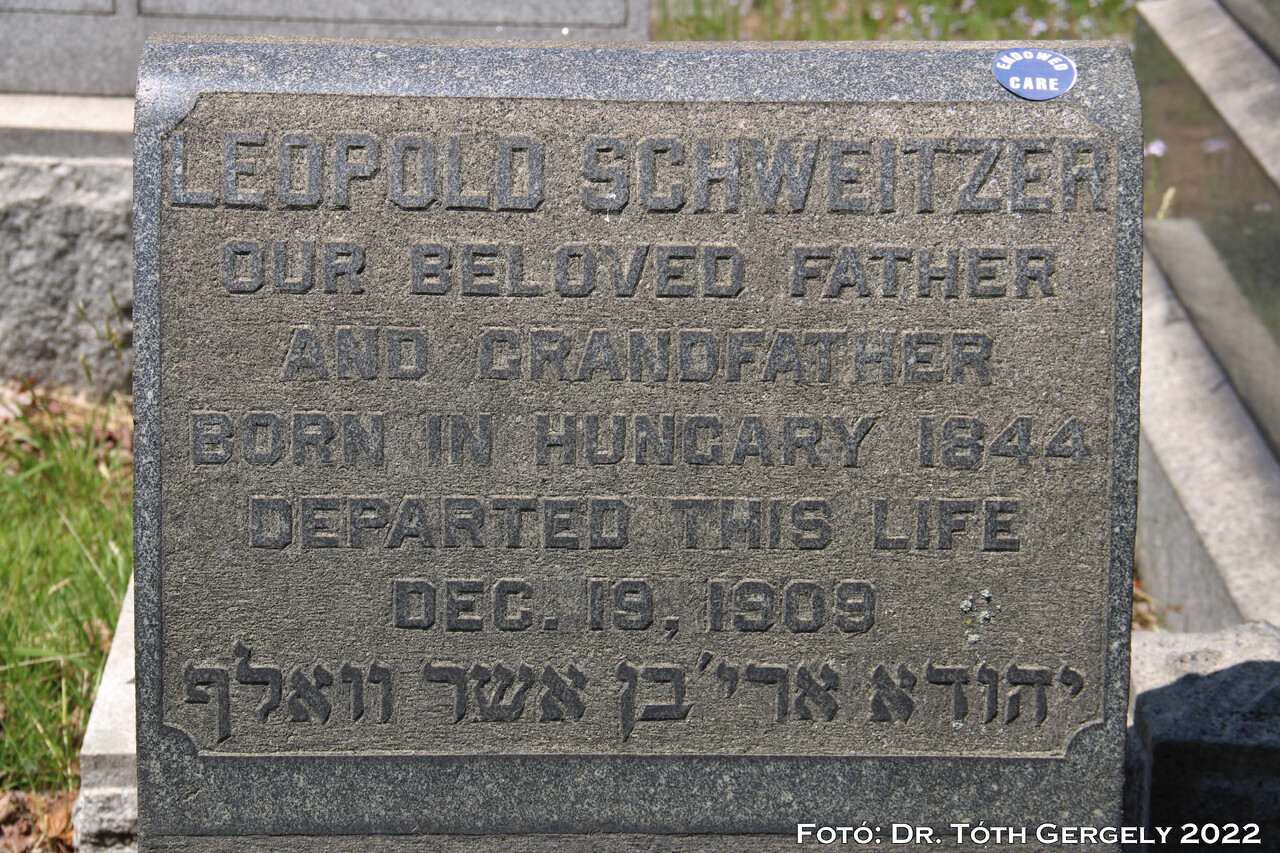 ENDOWED
CARE
LEOPOLD SCHWEITZER
OUR BELOVED FATHER
AND GRANDFATHER
BORN IN HUNGARY 1844
DEPARTED THIS LIFE
DEC. 19, 1909
יהודא ארי' בן אשר וואלף
FOTÓ: DR. TÓTH GERGELY 2022